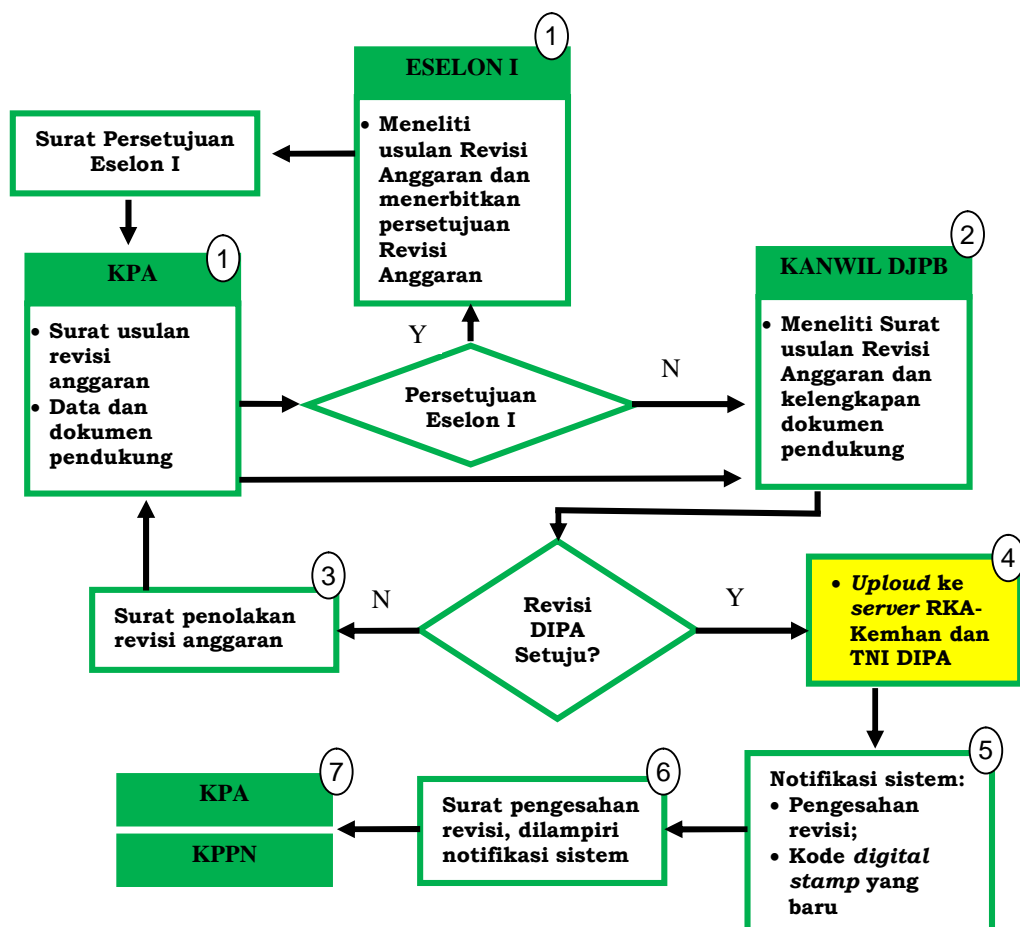 1
ESELON I
• Meneliti
usulan Revisi
Anggaran dan
menerbitkan
persetujuan
Revisi
Anggaran
Surat Persetujuan
Eselon I
1
KPA
• Surat usulan
revisi
anggaran
• Data dan
dokumen
pendukung
Y
Persetujuan
Eselon I
N
2
KANWIL DJPB
• Meneliti Surat
usulan Revisi
Anggaran dan
kelengkapan
dokumen
pendukung
3
Surat penolakan
revisi anggaran
N
Revisi
DIPA
Setuju?
Y
4
• Uploud ke
server RKA-
Kemhan dan
TNI DIPA
5
Notifikasi sistem:
• Pengesahan
revisi;
• Kode digital
stamp yang
baru
6
Surat pengesahan
revisi, dilampiri
notifikasi sistem
7
KPA
KPPN